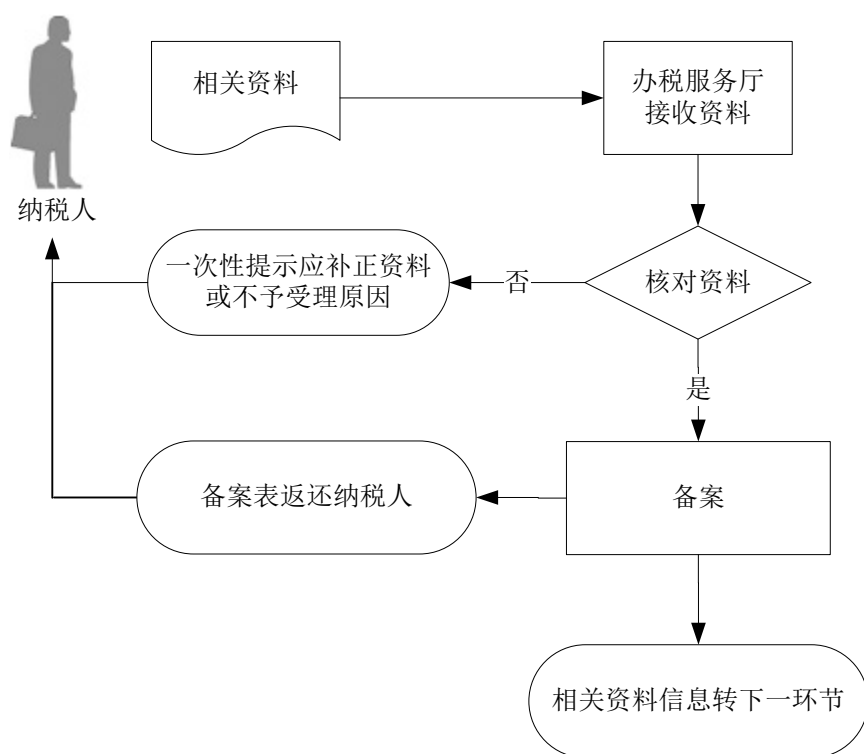 相关资料
办税服务厅
接收资料
纳税人
一次性提示应补正资料
或不予受理原因
否
核对资料
是
备案表返还纳税人
备案
相关资料信息转下一环节